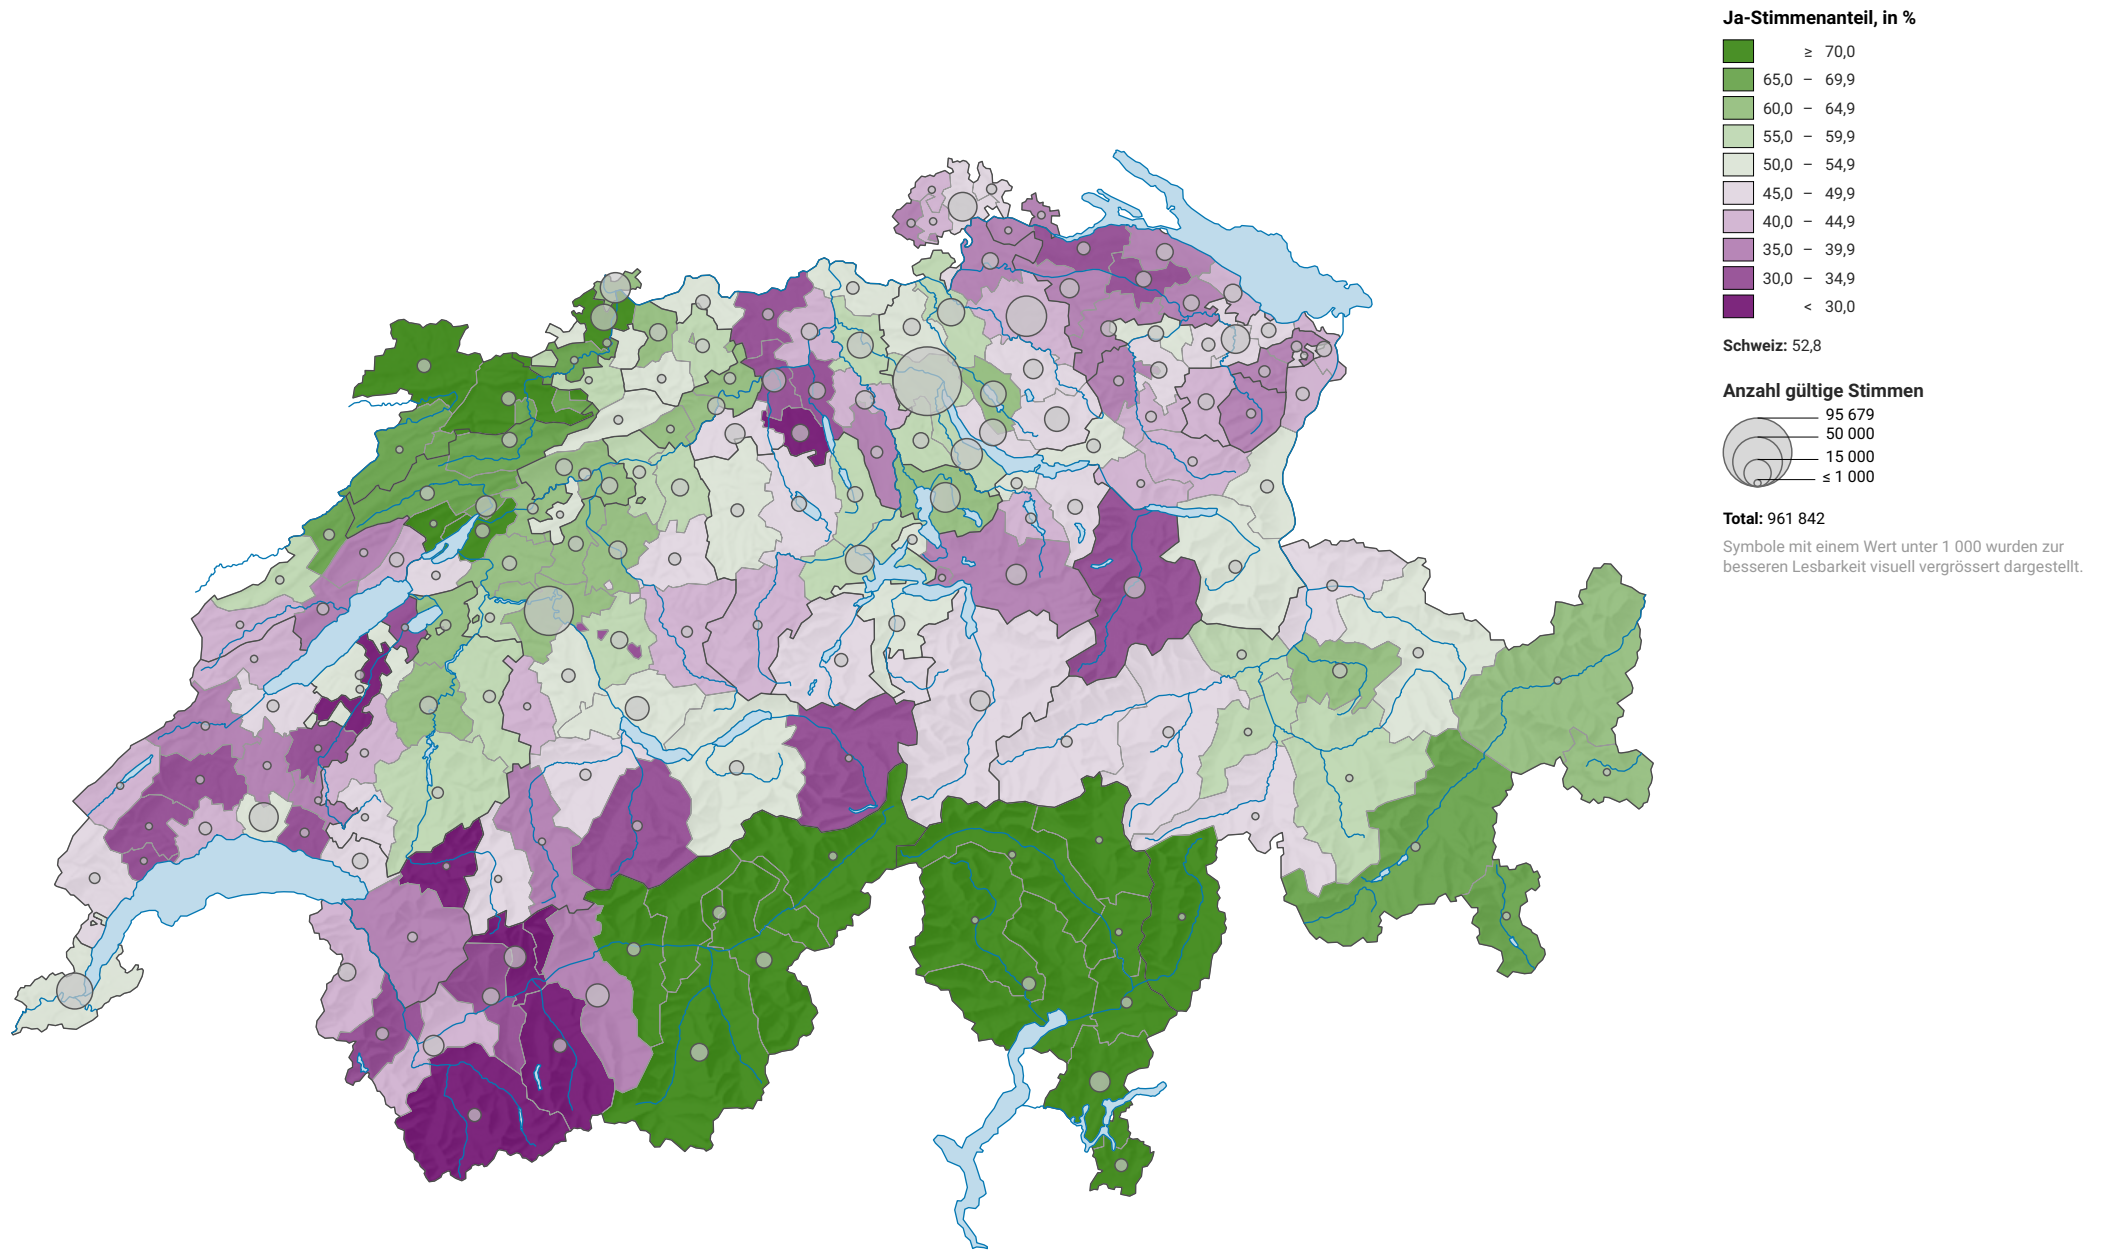 Ja-Stimmenanteil, in %
≥ 70,0
65,0 – 69,9
60,0 – 64,9
55,0 – 59,9
50,0 – 54,9
45,0 – 49,9
40,0 – 44,9
35,0 – 39,9
30,0 – 34,9
< 30,0
Schweiz: 52,8
Anzahl gültige Stimmen
95 679
50 000
15 000
≤ 1 000
Total: 961 842
Symbole mit einem Wert unter 1 000 wurden zur
besseren Lesbarkeit visuell vergrössert dargestellt.